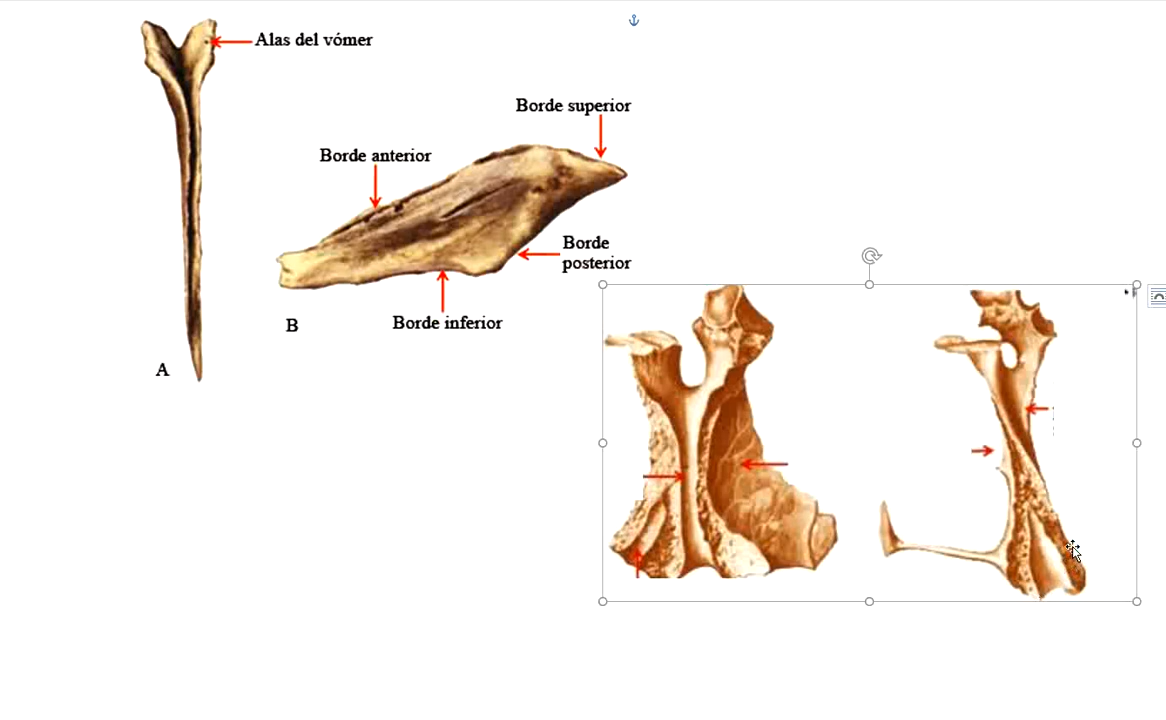 Alas del vómer
Borde superior
Borde anterior
Borde
posterior
Borde inferior
B
A